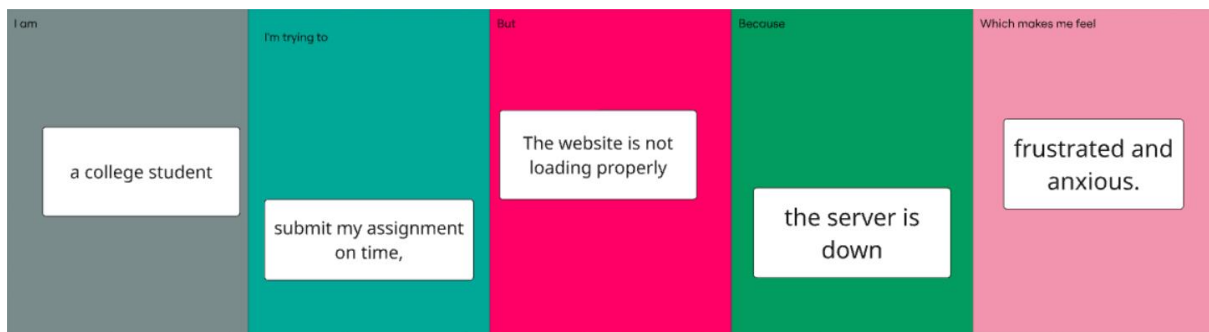 I am
a college student
I'm trying to
submit my assignment
on time,
But
The website is not
loading properly
Because
the server is
down
Which makes me feel
frustrated and
anxious.